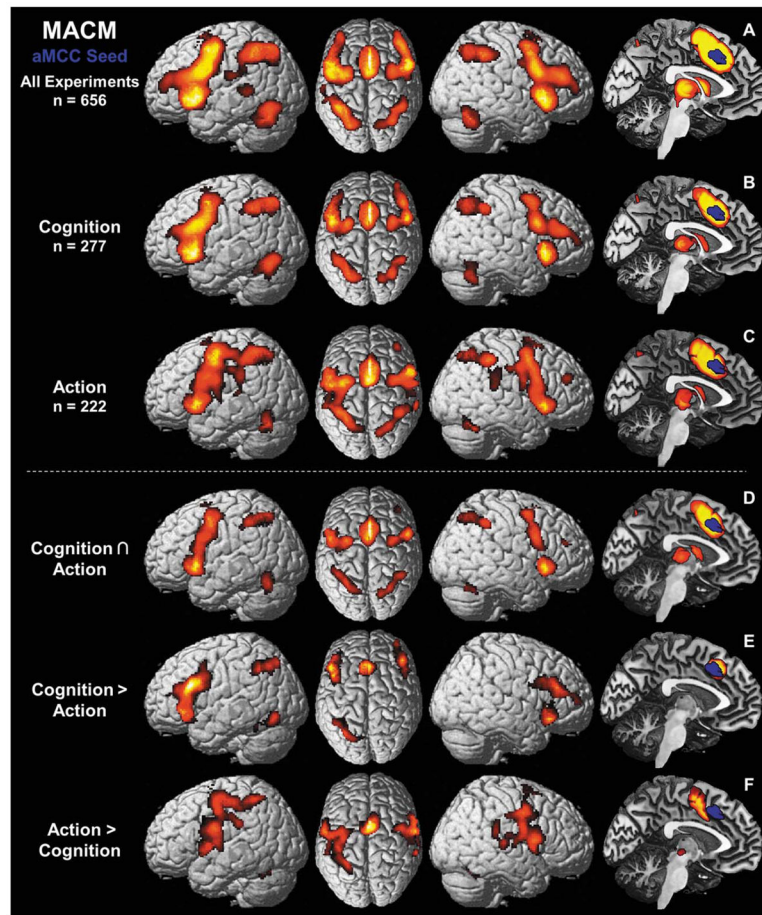 MACM
aMCC Seed
All Experiments
n = 656
A
Cognition
n = 277
B
Action
n = 222
C
Cognition ∩
Action
D
Cognition >
Action
E
Action >
Cognition
F